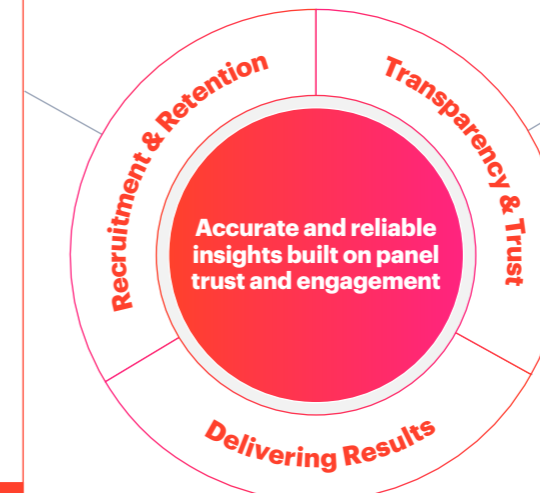 Recruitment & Retention
Transparency & Trust
Accurate and reliable
insights built on panel
trust and engagement
Delivering Results